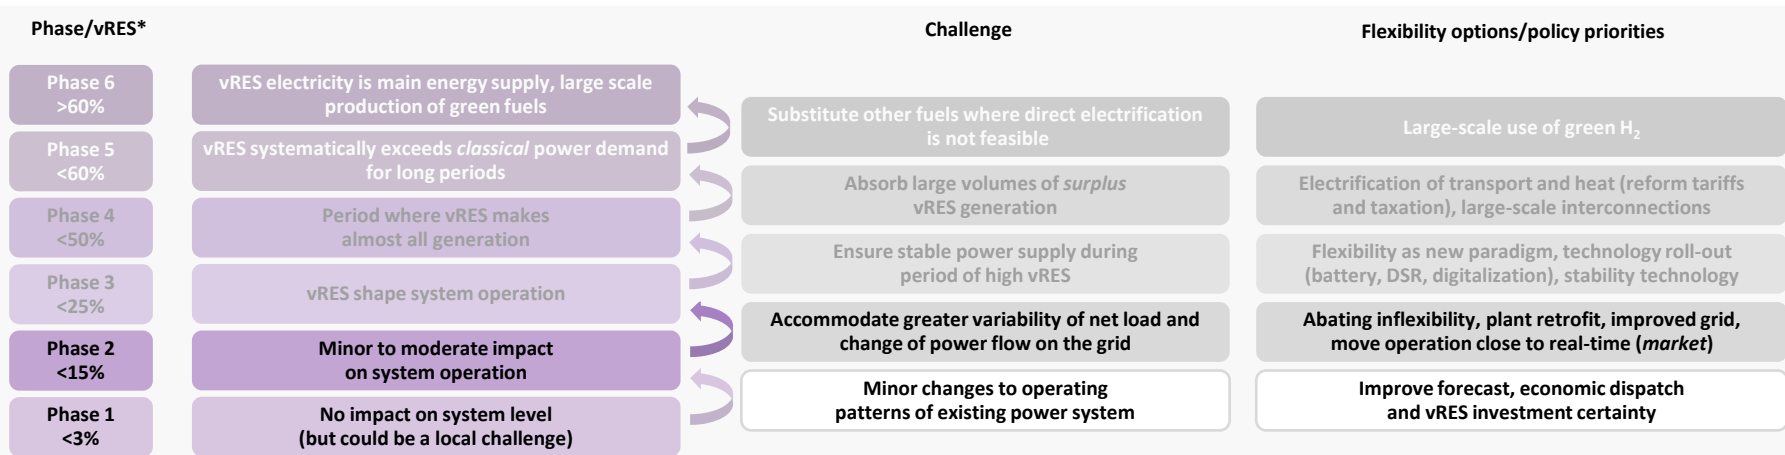 Phase/vRES*
Challenge
Flexibility options/policy priorities
Phase 6
>60%
vRES electricity is main energy supply, large scale
production of green fuels
Substitute other fuels where direct electrification
is not feasible
Large-scale use of green H₂
Phase 5
<60%
vRES systematically exceeds classical power demand
for long periods
Absorb large volumes of surplus
vRES generation
Electrification of transport and heat (reform tariffs
and taxation), large-scale interconnections
Phase 4
<50%
Period where vRES makes
almost all generation
Ensure stable power supply during
period of high vRES
Flexibility as new paradigm, technology roll-out
(battery, DSR, digitalization), stability technology
Phase 3
<25%
vRES shape system operation
Accommodate greater variability of net load and
change of power flow on the grid
Abating inflexibility, plant retrofit, improved grid,
move operation close to real-time (market)
Phase 2
<15%
Minor to moderate impact
on system operation
Minor changes to operating
patterns of existing power system
Improve forecast, economic dispatch
and vRES investment certainty
Phase 1
<3%
No impact on system level
(but could be a local challenge)